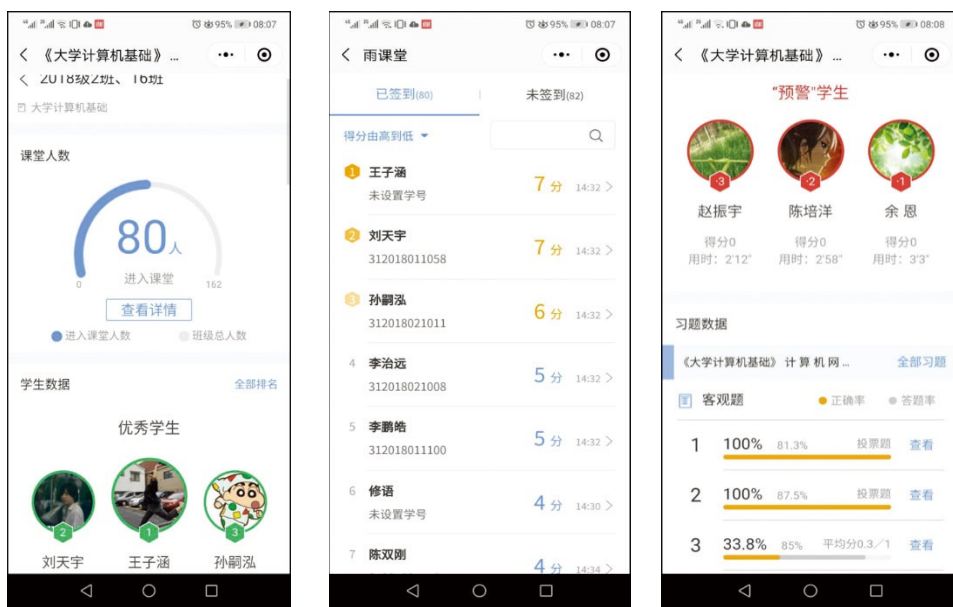 95% 08:07
《大学计算机基础》 ...
2018级2班、16班
大学计算机基础
课堂人数
80人
进入课堂
0
162
查看详情
进入课堂人数
班级总人数
学生数据
全部排名
优秀学生
2
1
3
刘天宇
王子涵
孙嗣泓
95% 08:07
雨课堂
已签到(80)
未签到(82)
得分由高到低
1 王子涵
未设置学号
7 分 14:32
2 刘天宇
312018011058
7 分 14:32
3 孙嗣泓
312018021011
6 分 14:32
4 李治远
312018021008
5 分 14:32
5 李鹏皓
312018011100
5 分 14:32
6 修语
未设置学号
4 分 14:30
7 陈双刚
4 分 14:34
95% 08:08
《大学计算机基础》 ...
“预警”学生
-3
-2
-1
赵振宇
陈培洋
余恩
得分0
得分0
得分0
用时：2'12"
用时：2'58"
用时：3'3"
习题数据
《大学计算机基础》 计 算 机 网 ...
全部习题
客观题
正确率
答题率
1 100% 81.3% 投票题 查看
2 100% 87.5% 投票题 查看
3 33.8% 85% 平均分0.3／1 查看